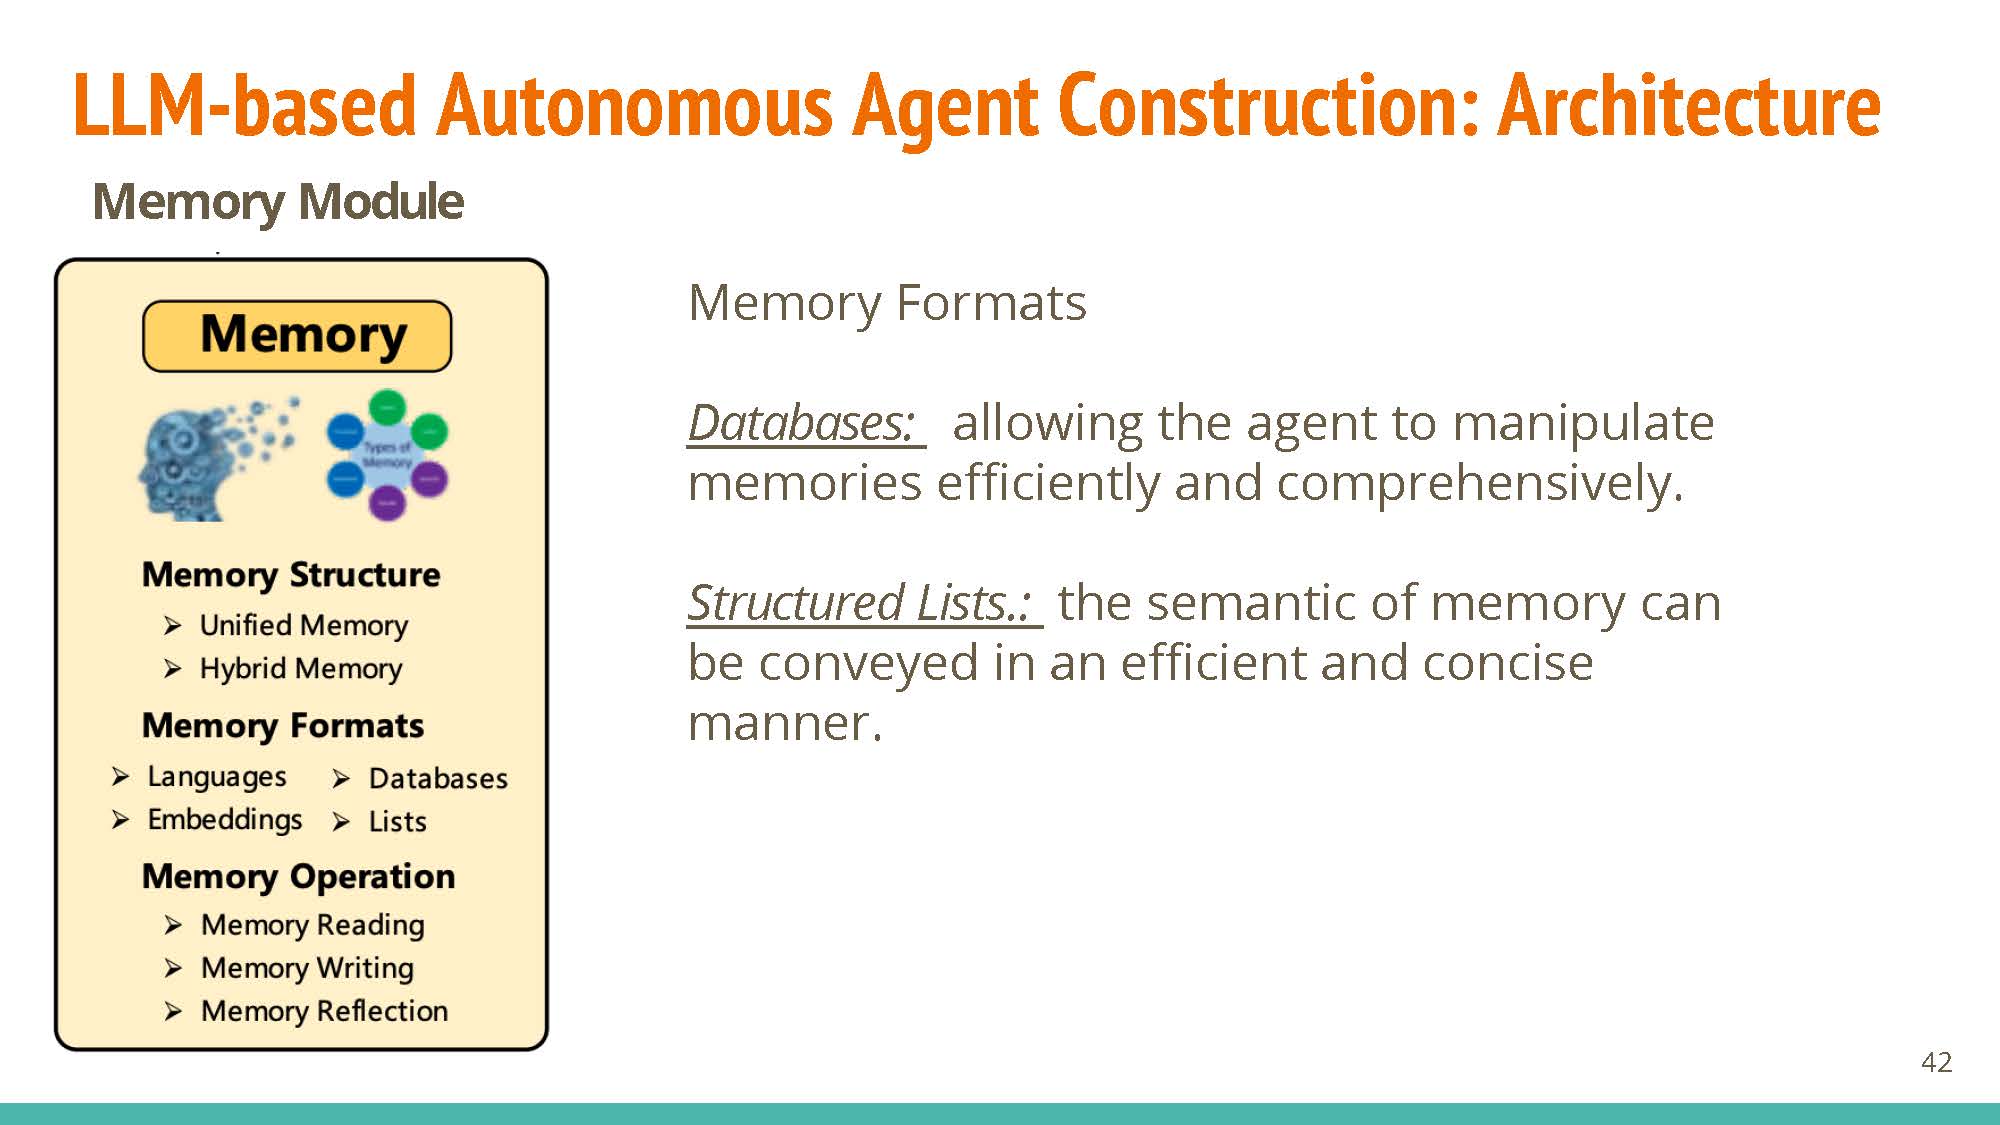 LLM-based Autonomous Agent Construction: Architecture
Memory Module
Memory
Types of
Memory
Memory Structure
➢ Unified Memory
➢ Hybrid Memory
Memory Formats
➢ Languages ➢ Databases
➢ Embeddings ➢ Lists
Memory Operation
➢ Memory Reading
➢ Memory Writing
➢ Memory Reflection
Memory Formats
Databases: allowing the agent to manipulate
memories efficiently and comprehensively.
Structured Lists.: the semantic of memory can
be conveyed in an efficient and concise
manner.
42